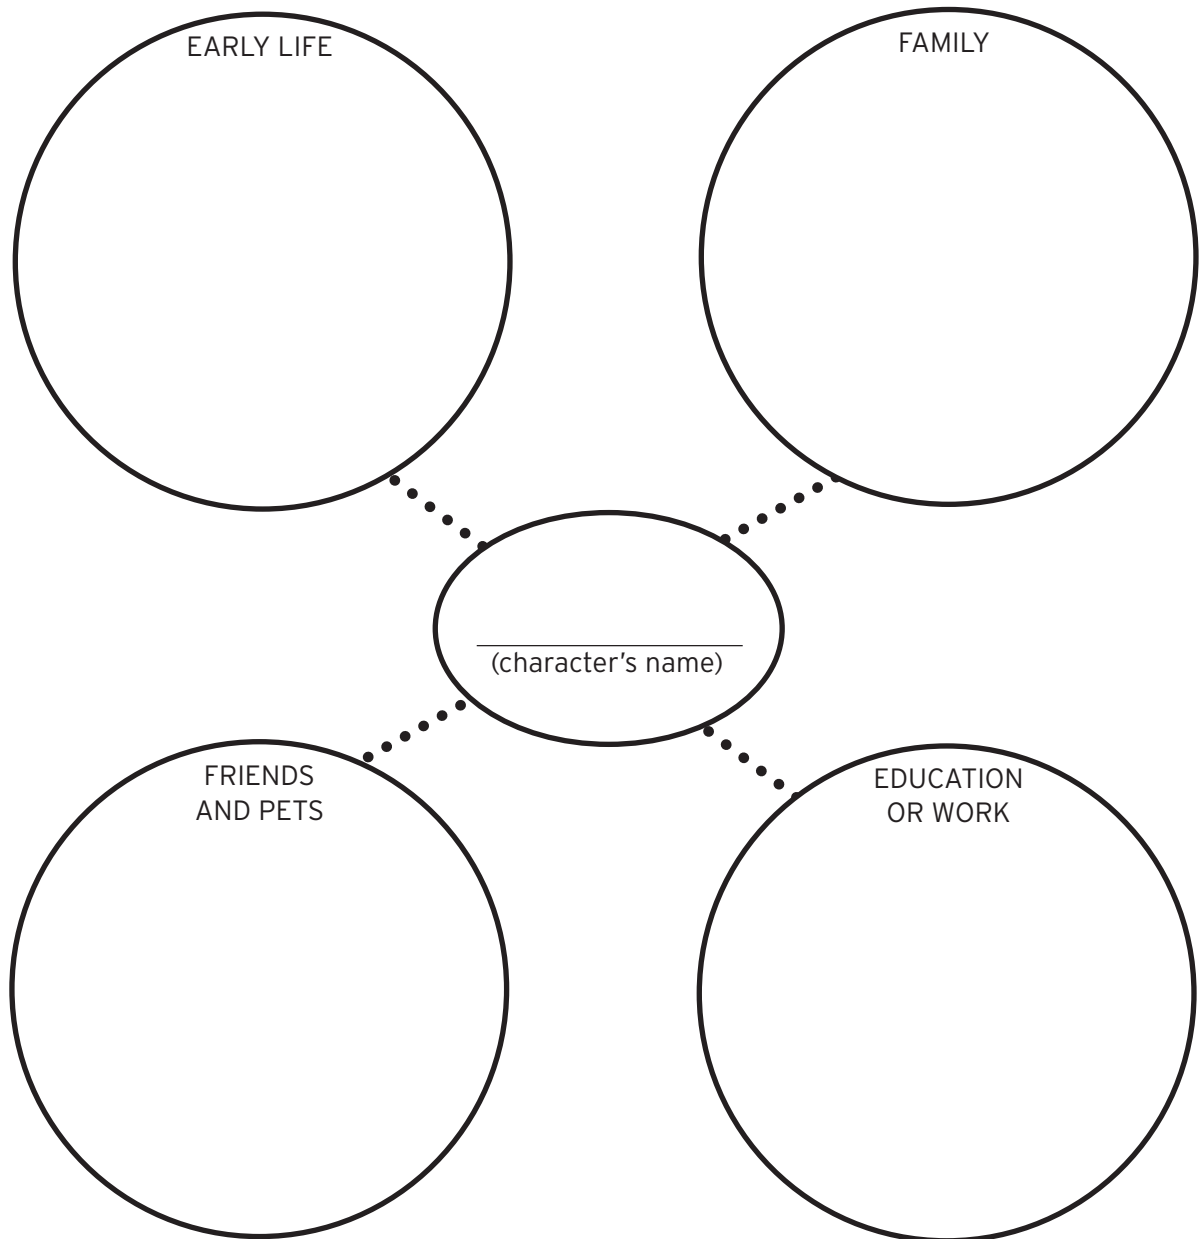 EARLY LIFE
FAMILY
(character's name)
FRIENDS
AND PETS
EDUCATION
OR WORK